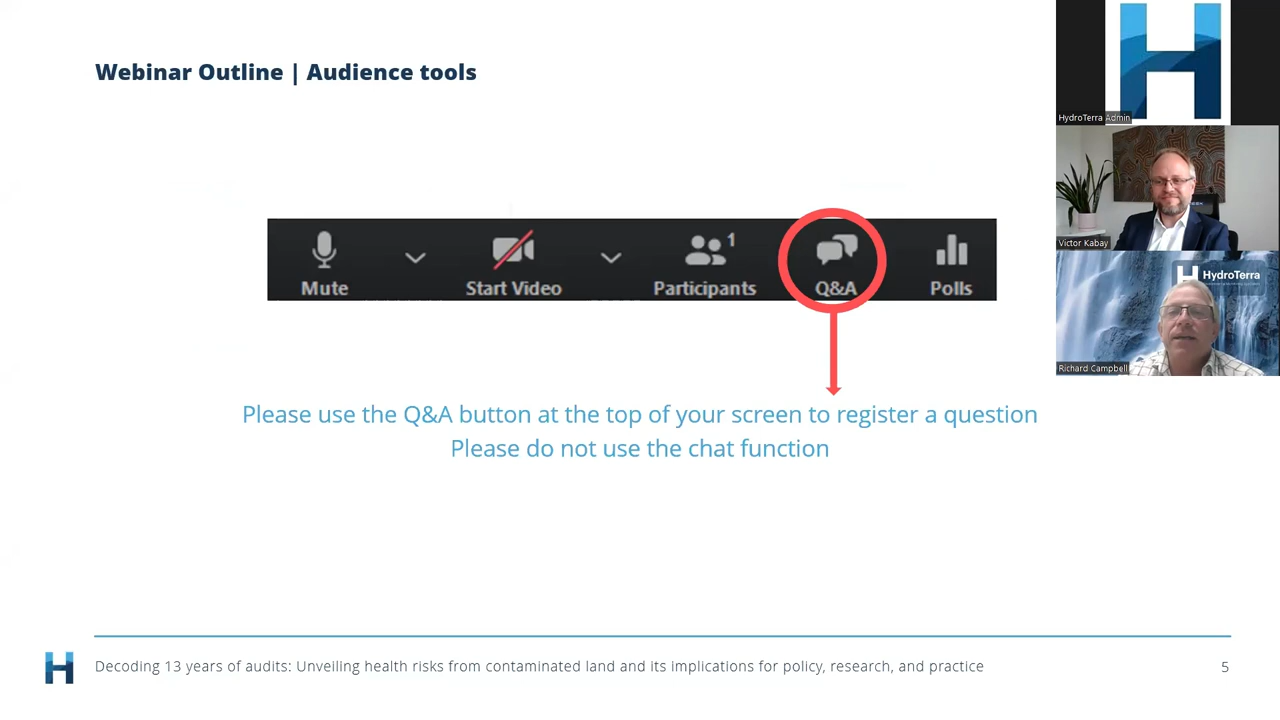 Webinar Outline | Audience tools
HydroTerra Admin
Victor Kabay
HydroTerra
Richard Campbell
Mute
Start Video
Participants
1
Q&A
Polls
Please use the Q&A button at the top of your screen to register a question
Please do not use the chat function
Decoding 13 years of audits: Unveiling health risks from contaminated land and its implications for policy, research, and practice
5